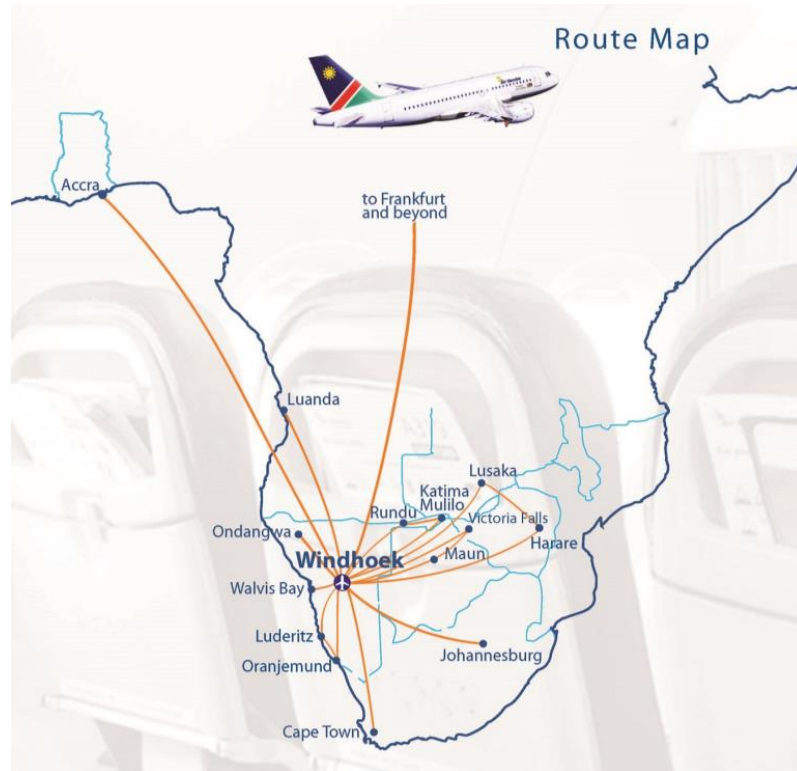 Route Map
Accra
to Frankfurt
and beyond
Luanda
Lusaka
Katima
Mulilo
Rundu
Victoria Falls
Ondangwa
Harare
Maun
Windhoek
Walvis Bay
Luderitz
Johannesburg
Oranjemund
Cape Town